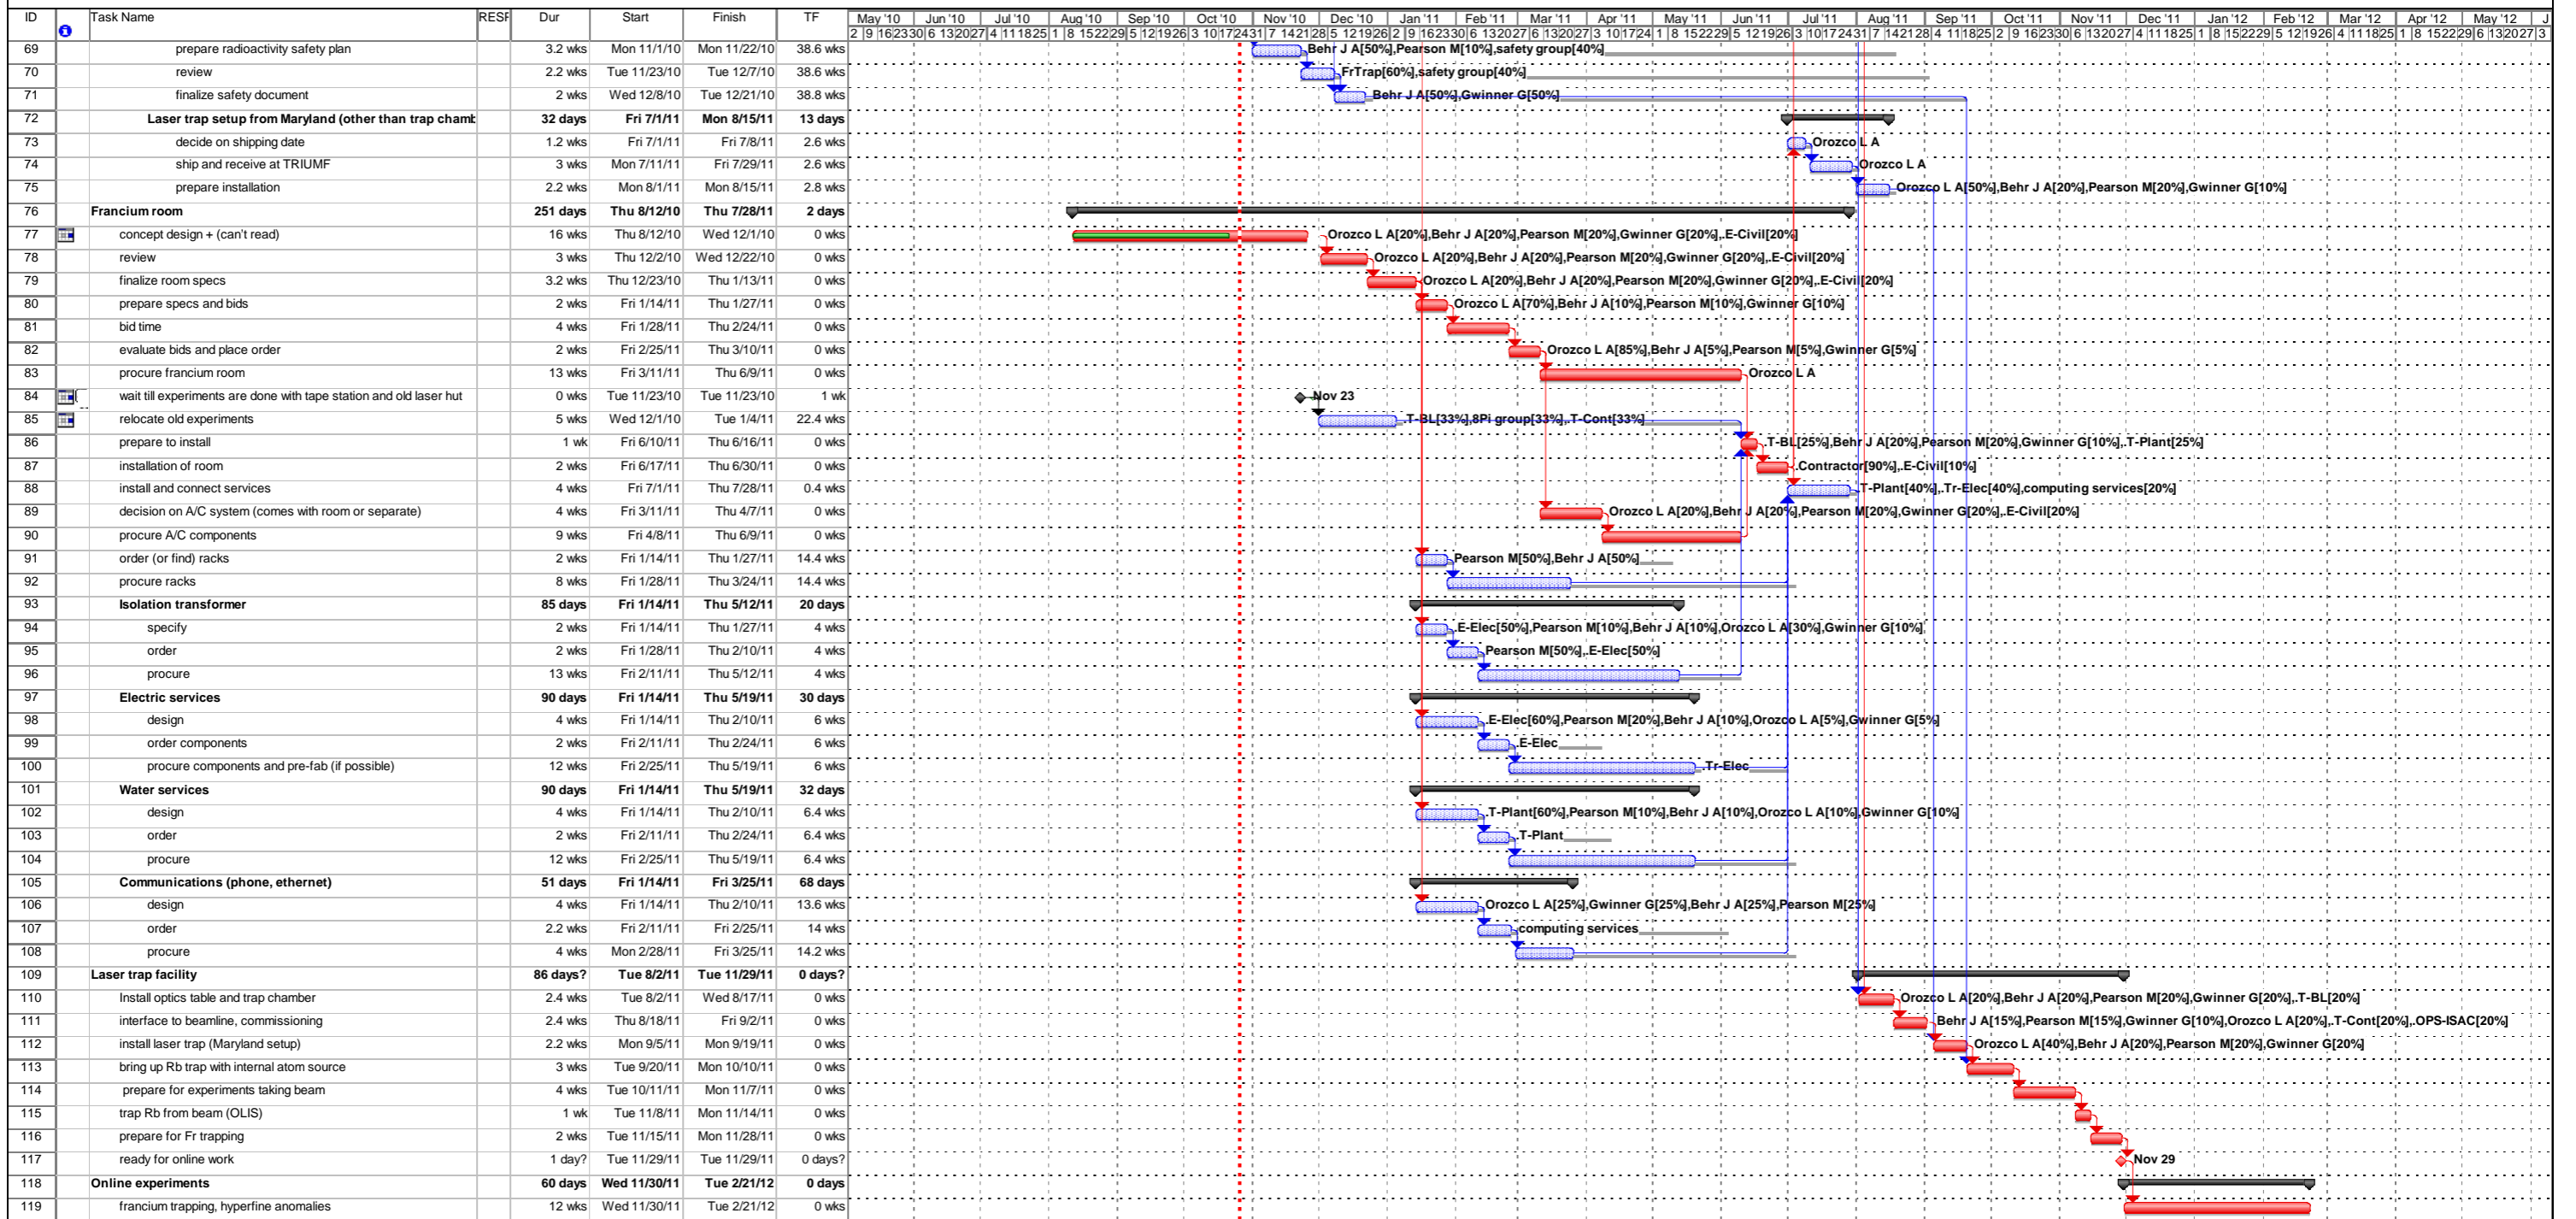 ID Task Name RESF Dur Start Finish TF May '10 Jun '10 Jul '10 Aug '10 Sep '10 Oct '10 Nov '10 Dec '10 Jan '11 Feb '11 Mar '11 Apr '11 May '11 Jun '11 Jul '11 Aug '11 Sep '11 Oct '11 Nov '11 Dec '11 Jan '12 Feb '12 Mar '12 Apr '12 May '12 J
69 prepare radioactivity safety plan 3.2 wks Mon 11/1/10 Mon 11/22/10 38.6 wks Behr J A[50%],Pearson M[10%],safety group[40%]
70 review 2.2 wks Tue 11/23/10 Tue 12/7/10 38.6 wks FrTrap[60%],safety group[40%]
71 finalize safety document 2 wks Wed 12/8/10 Tue 12/21/10 38.8 wks Behr J A[50%],Gwinner G[50%]
72 Laser trap setup from Maryland (other than trap chamb 32 days Fri 7/1/11 Mon 8/15/11 13 days
73 decide on shipping date 1.2 wks Fri 7/1/11 Fri 7/8/11 2.6 wks Orozco L A
74 ship and receive at TRIUMF 3 wks Mon 7/11/11 Fri 7/29/11 2.6 wks Orozco L A
75 prepare installation 2.2 wks Mon 8/1/11 Mon 8/15/11 2.8 wks Orozco L A[50%],Behr J A[20%],Pearson M[20%],Gwinner G[10%]
76 Francium room 251 days Thu 8/12/10 Thu 7/28/11 2 days
77 concept design + (can't read) 16 wks Thu 8/12/10 Wed 12/1/10 0 wks Orozco L A[20%],Behr J A[20%],Pearson M[20%],Gwinner G[20%],.E-Civil[20%]
78 review 3 wks Thu 12/2/10 Wed 12/22/10 0 wks Orozco L A[20%],Behr J A[20%],Pearson M[20%],Gwinner G[20%],.E-Civil[20%]
79 finalize room specs 3.2 wks Thu 12/23/10 Thu 1/13/11 0 wks Orozco L A[20%],Behr J A[20%],Pearson M[20%],Gwinner G[20%],.E-Civil[20%]
80 prepare specs and bids 2 wks Fri 1/14/11 Thu 1/27/11 0 wks Orozco L A[70%],Behr J A[10%],Pearson M[10%],Gwinner G[10%]
81 bid time 4 wks Fri 1/28/11 Thu 2/24/11 0 wks
82 evaluate bids and place order 2 wks Fri 2/25/11 Thu 3/10/11 0 wks Orozco L A[85%],Behr J A[5%],Pearson M[5%],Gwinner G[5%]
83 procure francium room 13 wks Fri 3/11/11 Thu 6/9/11 0 wks Orozco L A
84 wait till experiments are done with tape station and old laser hut 0 wks Tue 11/23/10 Tue 11/23/10 1 wk Nov 23
85 relocate old experiments 5 wks Wed 12/1/10 Tue 1/4/11 22.4 wks .T-BL[33%],8Pi group[33%],.T-Cont[33%]
86 prepare to install 1 wk Fri 6/10/11 Thu 6/16/11 0 wks .T-BL[25%],Behr J A[20%],Pearson M[20%],Gwinner G[10%],.T-Plant[25%]
87 installation of room 2 wks Fri 6/17/11 Thu 6/30/11 0 wks .Contractor[90%],.E-Civil[10%]
88 install and connect services 4 wks Fri 7/1/11 Thu 7/28/11 0.4 wks .T-Plant[40%],.Tr-Elec[40%],computing services[20%]
89 decision on A/C system (comes with room or separate) 4 wks Fri 3/11/11 Thu 4/7/11 0 wks Orozco L A[20%],Behr J A[20%],Pearson M[20%],Gwinner G[20%],.E-Civil[20%]
90 procure A/C components 9 wks Fri 4/8/11 Thu 6/9/11 0 wks
91 order (or find) racks 2 wks Fri 1/14/11 Thu 1/27/11 14.4 wks Pearson M[50%],Behr J A[50%]
92 procure racks 8 wks Fri 1/28/11 Thu 3/24/11 14.4 wks
93 Isolation transformer 85 days Fri 1/14/11 Thu 5/12/11 20 days
94 specify 2 wks Fri 1/14/11 Thu 1/27/11 4 wks .E-Elec[50%],Pearson M[10%],Behr J A[10%],Orozco L A[30%],Gwinner G[10%]
95 order 2 wks Fri 1/28/11 Thu 2/10/11 4 wks Pearson M[50%],.E-Elec[50%]
96 procure 13 wks Fri 2/11/11 Thu 5/12/11 4 wks
97 Electric services 90 days Fri 1/14/11 Thu 5/19/11 30 days
98 design 4 wks Fri 1/14/11 Thu 2/10/11 6 wks .E-Elec[60%],Pearson M[20%],Behr J A[10%],Orozco L A[5%],Gwinner G[5%]
99 order components 2 wks Fri 2/11/11 Thu 2/24/11 6 wks .E-Elec
100 procure components and pre-fab (if possible) 12 wks Fri 2/25/11 Thu 5/19/11 6 wks .Tr-Elec
101 Water services 90 days Fri 1/14/11 Thu 5/19/11 32 days
102 design 4 wks Fri 1/14/11 Thu 2/10/11 6.4 wks .T-Plant[60%],Pearson M[10%],Behr J A[10%],Orozco L A[10%],Gwinner G[10%]
103 order 2 wks Fri 2/11/11 Thu 2/24/11 6.4 wks .T-Plant
104 procure 12 wks Fri 2/25/11 Thu 5/19/11 6.4 wks
105 Communications (phone, ethernet) 51 days Fri 1/14/11 Fri 3/25/11 68 days
106 design 4 wks Fri 1/14/11 Thu 2/10/11 13.6 wks Orozco L A[25%],Gwinner G[25%],Behr J A[25%],Pearson M[25%]
107 order 2.2 wks Fri 2/11/11 Fri 2/25/11 14 wks computing services
108 procure 4 wks Mon 2/28/11 Fri 3/25/11 14.2 wks
109 Laser trap facility 86 days? Tue 8/2/11 Tue 11/29/11 0 days?
110 Install optics table and trap chamber 2.4 wks Tue 8/2/11 Wed 8/17/11 0 wks Orozco L A[20%],Behr J A[20%],Pearson M[20%],Gwinner G[20%],.T-BL[20%]
111 interface to beamline, commissioning 2.4 wks Thu 8/18/11 Fri 9/2/11 0 wks Behr J A[15%],Pearson M[15%],Gwinner G[10%],Orozco L A[20%],.T-Cont[20%],.OPS-ISAC[20%]
112 install laser trap (Maryland setup) 2.2 wks Mon 9/5/11 Mon 9/19/11 0 wks Orozco L A[40%],Behr J A[20%],Pearson M[20%],Gwinner G[20%]
113 bring up Rb trap with internal atom source 3 wks Tue 9/20/11 Mon 10/10/11 0 wks
114 prepare for experiments taking beam 4 wks Tue 10/11/11 Mon 11/7/11 0 wks
115 trap Rb from beam (OLIS) 1 wk Tue 11/8/11 Mon 11/14/11 0 wks
116 prepare for Fr trapping 2 wks Tue 11/15/11 Mon 11/28/11 0 wks
117 ready for online work 1 day? Tue 11/29/11 Tue 11/29/11 0 days? Nov 29
118 Online experiments 60 days Wed 11/30/11 Tue 2/21/12 0 days
119 francium trapping, hyperfine anomalies 12 wks Wed 11/30/11 Tue 2/21/12 0 wks